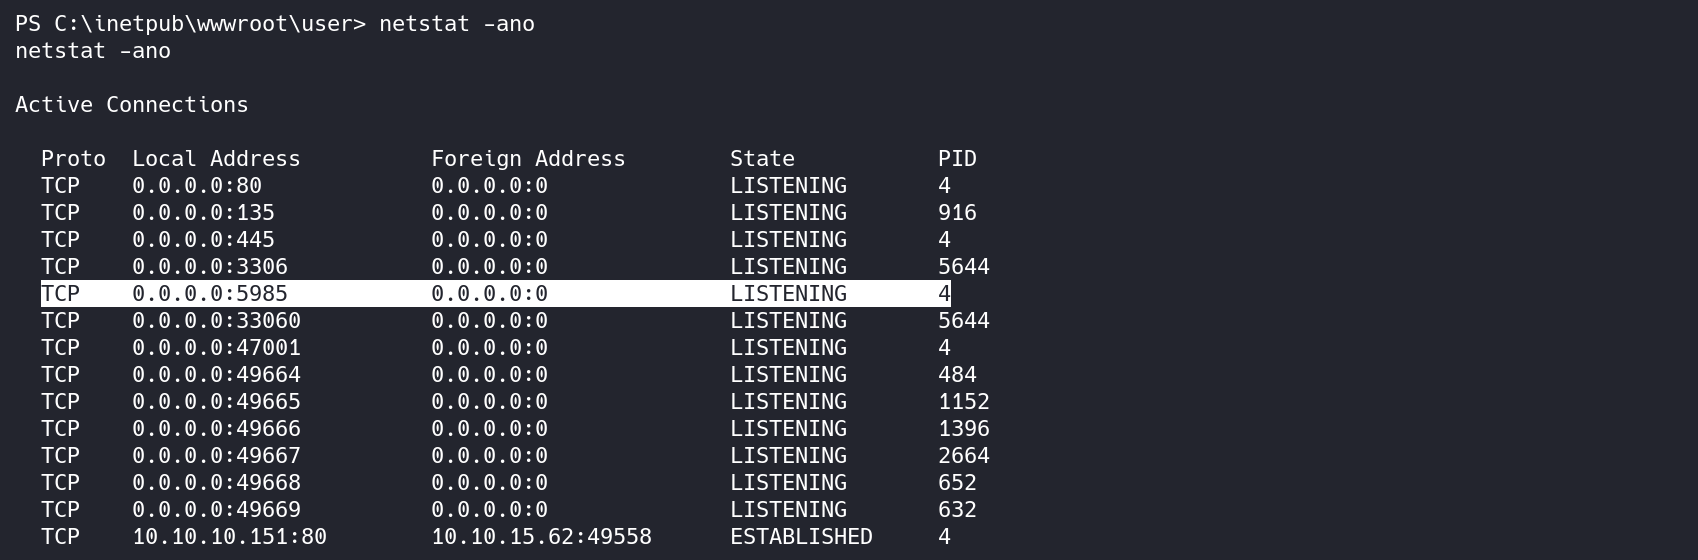 PS C:\inetpub\wwwroot\user> netstat -ano
netstat -ano

Active Connections

  Proto  Local Address          Foreign Address        State           PID
  TCP    0.0.0.0:80             0.0.0.0:0              LISTENING       4
  TCP    0.0.0.0:135            0.0.0.0:0              LISTENING       916
  TCP    0.0.0.0:445            0.0.0.0:0              LISTENING       4
  TCP    0.0.0.0:3306           0.0.0.0:0              LISTENING       5644
  TCP    0.0.0.0:5985           0.0.0.0:0              LISTENING       4
  TCP    0.0.0.0:33060          0.0.0.0:0              LISTENING       5644
  TCP    0.0.0.0:47001          0.0.0.0:0              LISTENING       4
  TCP    0.0.0.0:49664          0.0.0.0:0              LISTENING       484
  TCP    0.0.0.0:49665          0.0.0.0:0              LISTENING       1152
  TCP    0.0.0.0:49666          0.0.0.0:0              LISTENING       1396
  TCP    0.0.0.0:49667          0.0.0.0:0              LISTENING       2664
  TCP    0.0.0.0:49668          0.0.0.0:0              LISTENING       652
  TCP    0.0.0.0:49669          0.0.0.0:0              LISTENING       632
  TCP    10.10.10.151:80        10.10.15.62:49558      ESTABLISHED     4